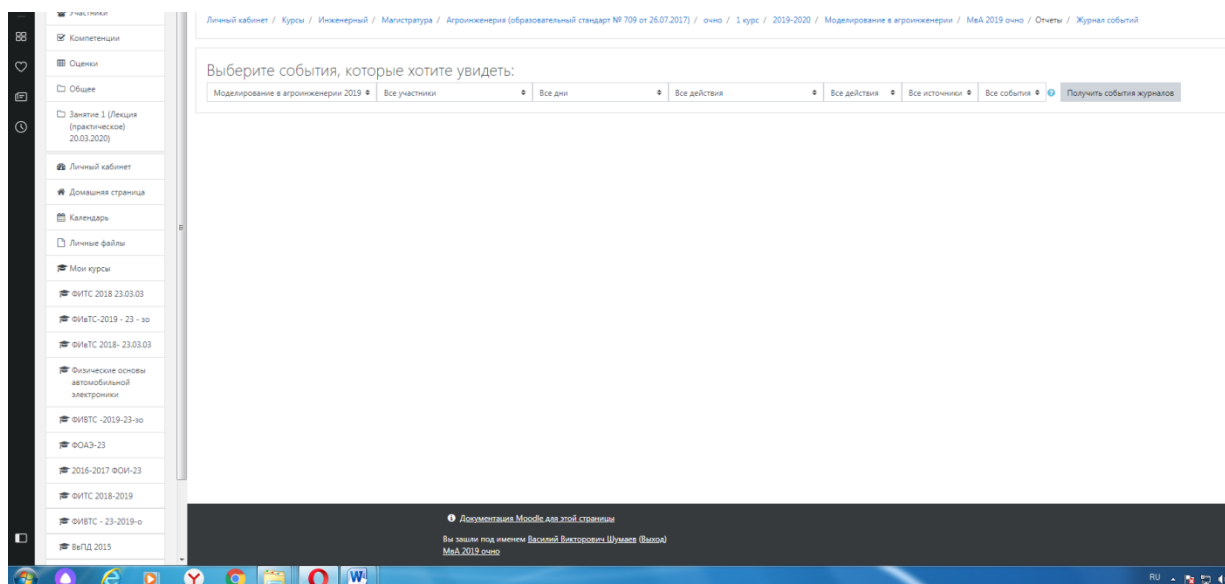 Участники
Личный кабинет / Курсы / Инженерный / Магистратура / Агроинженерия (образовательный стандарт № 709 от 26.07.2017) / очно / 1 курс / 2019-2020 / Моделирование в агроинженерии / МвА 2019 очно / Отчеты / Журнал событий
Компетенции
Оценки
Общее
Занятие 1 (Лекция
(практическое)
20.03.2020)
Личный кабинет
Домашняя страница
Календарь
Личные файлы
Мои курсы
ФИТС 2018 23.03.03
ФИвТС-2019 - 23 - зо
ФИвТС 2018- 23.03.03
Физические основы
автомобильной
электроники
ФИВТС -2019-23-зо
ФОАЭ-23
2016-2017 ФОИ-23
ФИТС 2018-2019
ФИВТС - 23-2019-о
ВвПД 2015
Выберите события, которые хотите увидеть:
Моделирование в агроинженерии 2019 Все участники Все дни Все действия Все действия Все источники Все события Получить события журналов
Документация Moodle для этой страницы
Вы зашли под именем Василий Викторович Шумаев (Выход)
МвА 2019 очно
RU